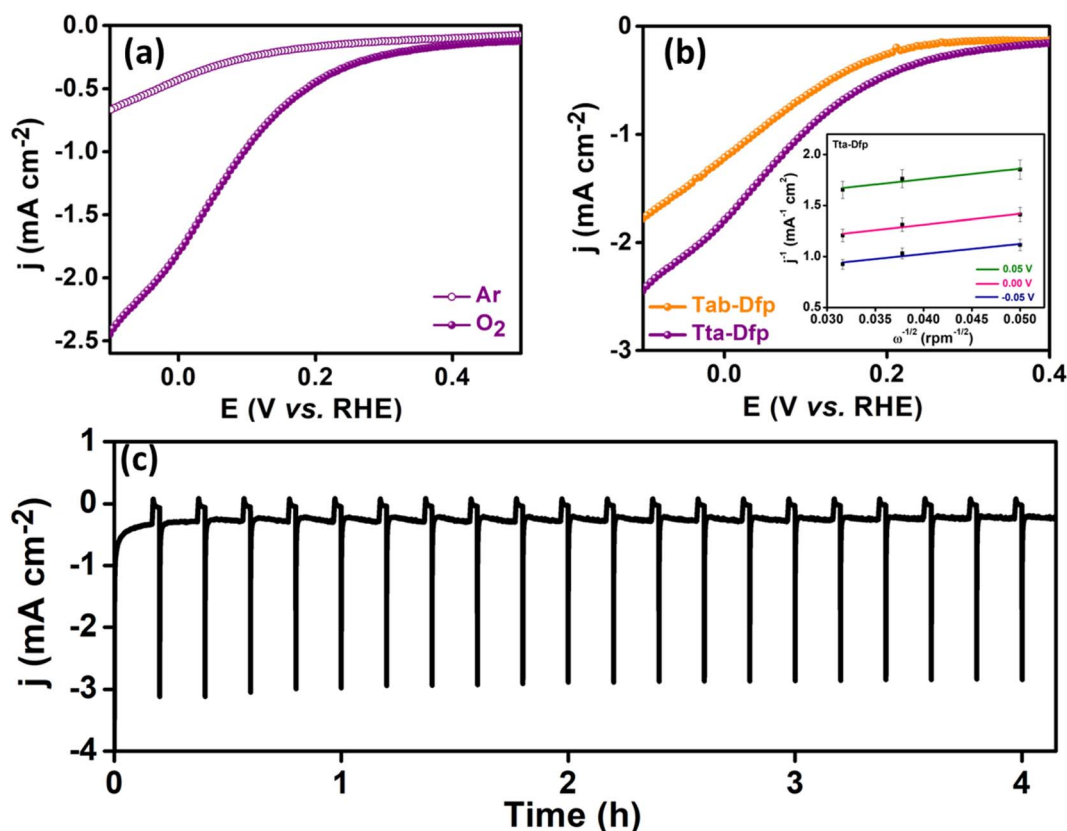 (a)
0.0
-0.5
-1.0
-1.5
-2.0
-2.5
j (mA cm-2)
Ar
O2
0.0 0.2 0.4
E (V vs. RHE)
(b)
0
-1
-2
-3
j (mA cm-2)
Tab-Dfp
Tta-Dfp
0.0 0.2 0.4
E (V vs. RHE)
Tta-Dfp
2.0
1.5
1.0
0.5
j-1 (mA-1 cm2)
0.05 V
0.00 V
-0.05 V
0.030 0.035 0.040 0.045 0.050
ω-1/2 (rpm-1/2)
(c)
1
0
-1
-2
-3
-4
j (mA cm-2)
0 1 2 3 4
Time (h)